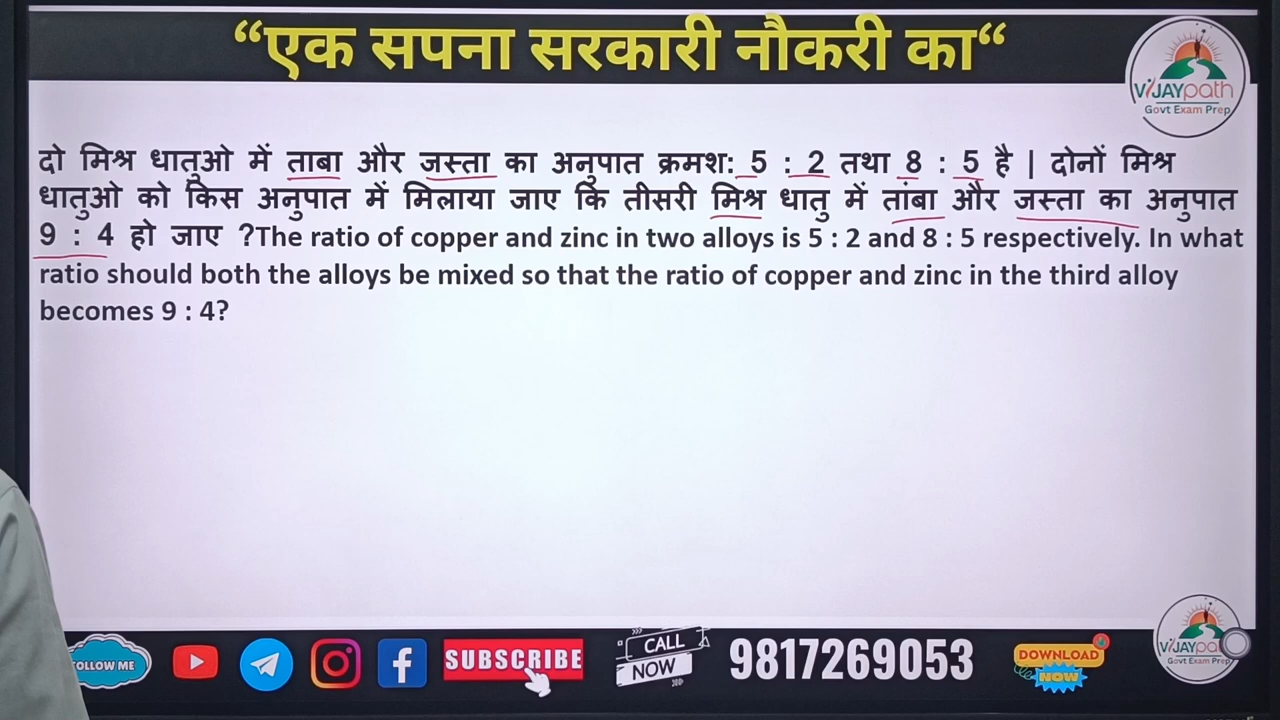 “एक सपना सरकारी नौकरी का“
VIJAYpath
Govt Exam Prep
दो मिश्र धातुओ में ताबा और जस्ता का अनुपात क्रमश: 5 : 2 तथा 8 : 5 है | दोनों मिश्र
धातुओ को किस अनुपात में मिलाया जाए कि तीसरी मिश्र धातु में तांबा और जस्ता का अनुपात
9 : 4 हो जाए ?The ratio of copper and zinc in two alloys is 5 : 2 and 8 : 5 respectively. In what
ratio should both the alloys be mixed so that the ratio of copper and zinc in the third alloy
becomes 9 : 4?
FOLLOW ME
SUBSCRIBE
CALL
NOW
9817269053
DOWNLOAD
NOW
VIJAYpath
Govt Exam Prep